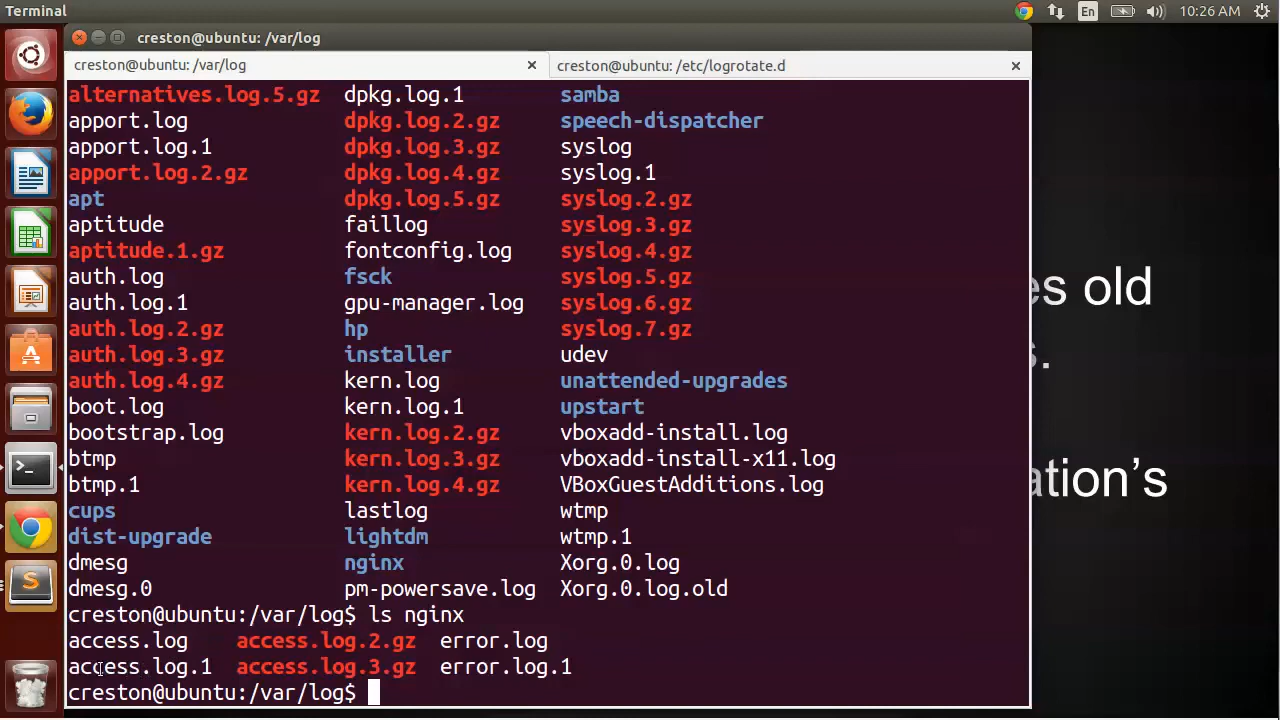 Terminal
En
10:26 AM
creston@ubuntu: /var/log
creston@ubuntu: /var/log
creston@ubuntu: /etc/logrotate.d
alternatives.log.5.gz dpkg.log.1 samba
apport.log dpkg.log.2.gz speech-dispatcher
apport.log.1 dpkg.log.3.gz syslog
apport.log.2.gz dpkg.log.4.gz syslog.1
apt dpkg.log.5.gz syslog.2.gz
aptitude faillog syslog.3.gz
aptitude.1.gz fontconfig.log syslog.4.gz
auth.log fsck syslog.5.gz
auth.log.1 gpu-manager.log syslog.6.gz
auth.log.2.gz hp syslog.7.gz
auth.log.3.gz installer udev
auth.log.4.gz kern.log unattended-upgrades
boot.log kern.log.1 upstart
bootstrap.log kern.log.2.gz vboxadd-install.log
btmp kern.log.3.gz vboxadd-install-x11.log
btmp.1 kern.log.4.gz VBoxGuestAdditions.log
cups lastlog wtmp
dist-upgrade lightdm wtmp.1
dmesg nginx Xorg.0.log
dmesg.0 pm-powersave.log Xorg.0.log.old
creston@ubuntu:/var/log$ ls nginx
access.log access.log.2.gz error.log
access.log.1 access.log.3.gz error.log.1
creston@ubuntu:/var/log$
es old
s.
ation’s